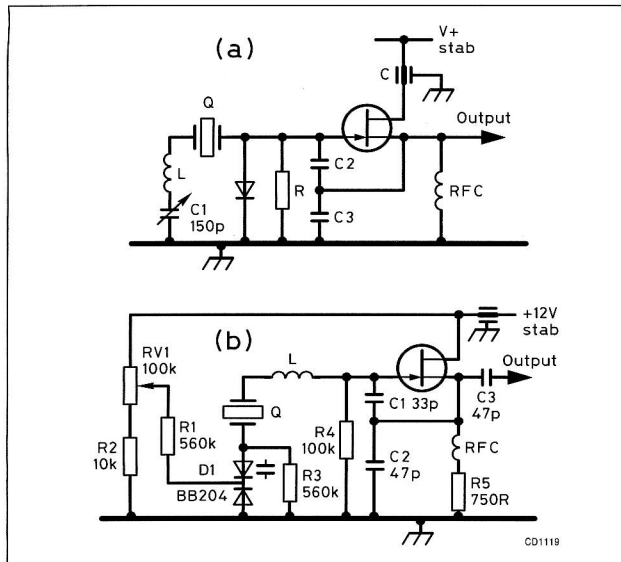 (a)
V+
stab
C
Q
Output
L
C2
R
RFC
C1
150p
C3
(b)
+12V
stab
RV1
100k
L
Output
Q
C3
47p
R1
560k
R4
100k
C1 33p
R2
10k
D1
BB204
R3
560k
C2
47p
RFC
R5
750R
CD1119